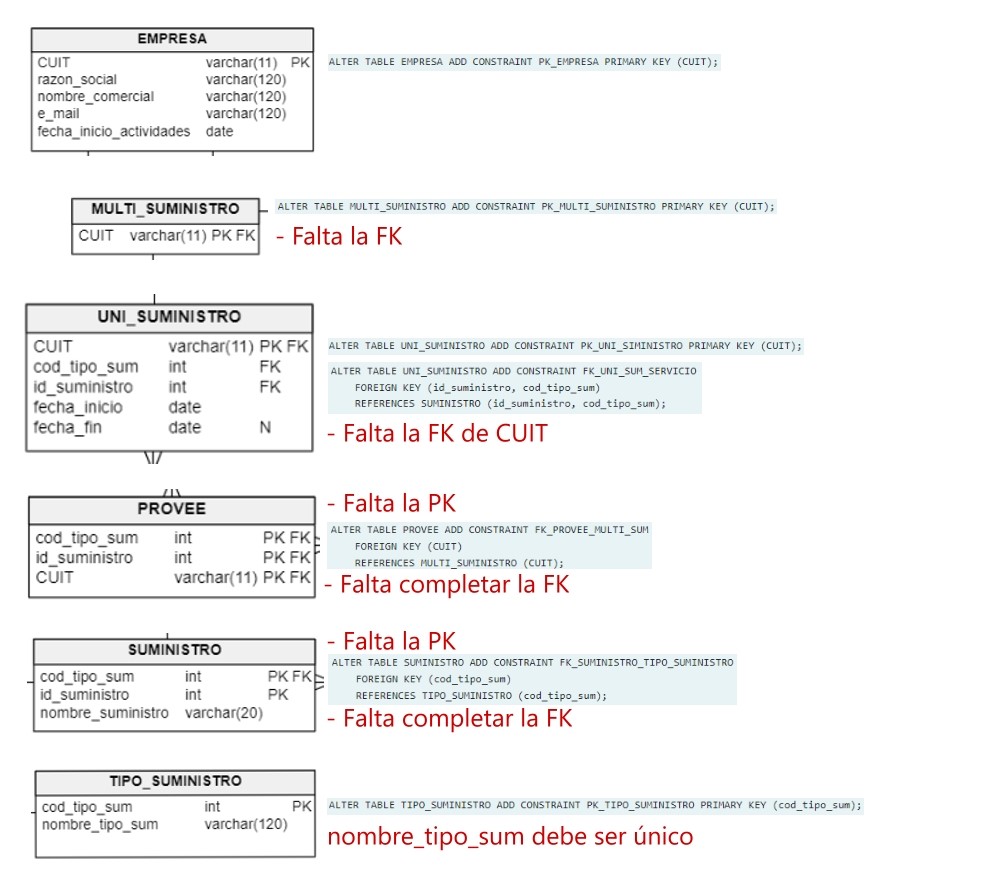 EMPRESA
CUIT varchar(11) PK
razon_social varchar(120)
nombre_comercial varchar(120)
e_mail varchar(120)
fecha_inicio_actividades date
ALTER TABLE EMPRESA ADD CONSTRAINT PK_EMPRESA PRIMARY KEY (CUIT);
MULTI_SUMINISTRO
CUIT varchar(11) PK FK
ALTER TABLE MULTI_SUMINISTRO ADD CONSTRAINT PK_MULTI_SUMINISTRO PRIMARY KEY (CUIT);
- Falta la FK
UNI_SUMINISTRO
CUIT varchar(11) PK FK
cod_tipo_sum int FK
id_suministro int FK
fecha_inicio date
fecha_fin date N
ALTER TABLE UNI_SUMINISTRO ADD CONSTRAINT PK_UNI_SIMINISTRO PRIMARY KEY (CUIT);
ALTER TABLE UNI_SUMINISTRO ADD CONSTRAINT FK_UNI_SUM_SERVICIO
FOREIGN KEY (id_suministro, cod_tipo_sum)
REFERENCES SUMINISTRO (id_suministro, cod_tipo_sum);
- Falta la FK de CUIT
PROVEE
cod_tipo_sum int PK FK
id_suministro int PK FK
CUIT varchar(11) PK FK
- Falta la PK
ALTER TABLE PROVEE ADD CONSTRAINT FK_PROVEE_MULTI_SUM
FOREIGN KEY (CUIT)
REFERENCES MULTI_SUMINISTRO (CUIT);
- Falta completar la FK
SUMINISTRO
cod_tipo_sum int PK FK
id_suministro int PK
nombre_suministro varchar(20)
- Falta la PK
ALTER TABLE SUMINISTRO ADD CONSTRAINT FK_SUMINISTRO_TIPO_SUMINISTRO
FOREIGN KEY (cod_tipo_sum)
REFERENCES TIPO_SUMINISTRO (cod_tipo_sum);
- Falta completar la FK
TIPO_SUMINISTRO
cod_tipo_sum int PK
nombre_tipo_sum varchar(120)
ALTER TABLE TIPO_SUMINISTRO ADD CONSTRAINT PK_TIPO_SUMINISTRO PRIMARY KEY (cod_tipo_sum);
nombre_tipo_sum debe ser único